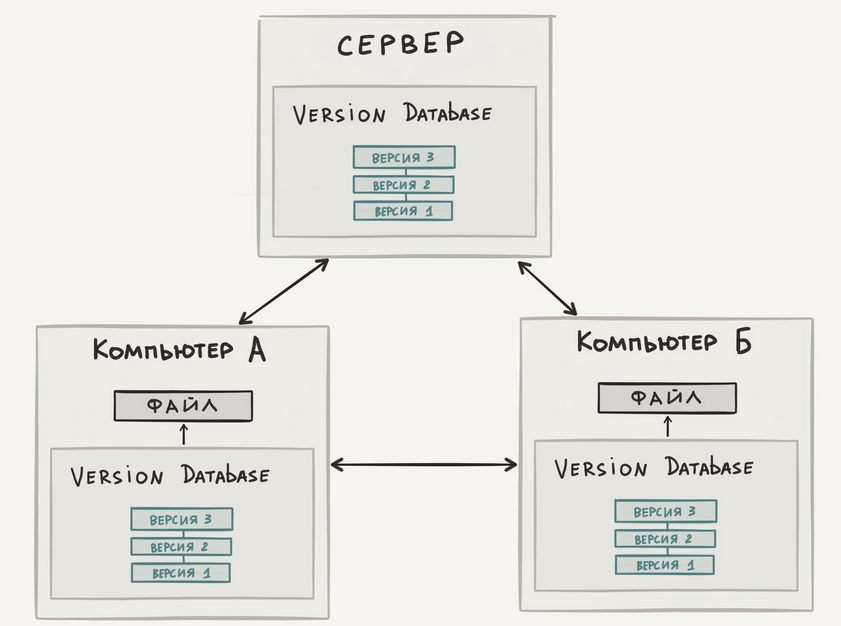 СЕРВЕР
VERSION DATABASE
ВЕРСИЯ 3
ВЕРСИЯ 2
ВЕРСИЯ 1
КОМПЬЮТЕР А
ФАЙЛ
VERSION DATABASE
ВЕРСИЯ 3
ВЕРСИЯ 2
ВЕРСИЯ 1
КОМПЬЮТЕР Б
ФАЙЛ
VERSION DATABASE
ВЕРСИЯ 3
ВЕРСИЯ 2
ВЕРСИЯ 1